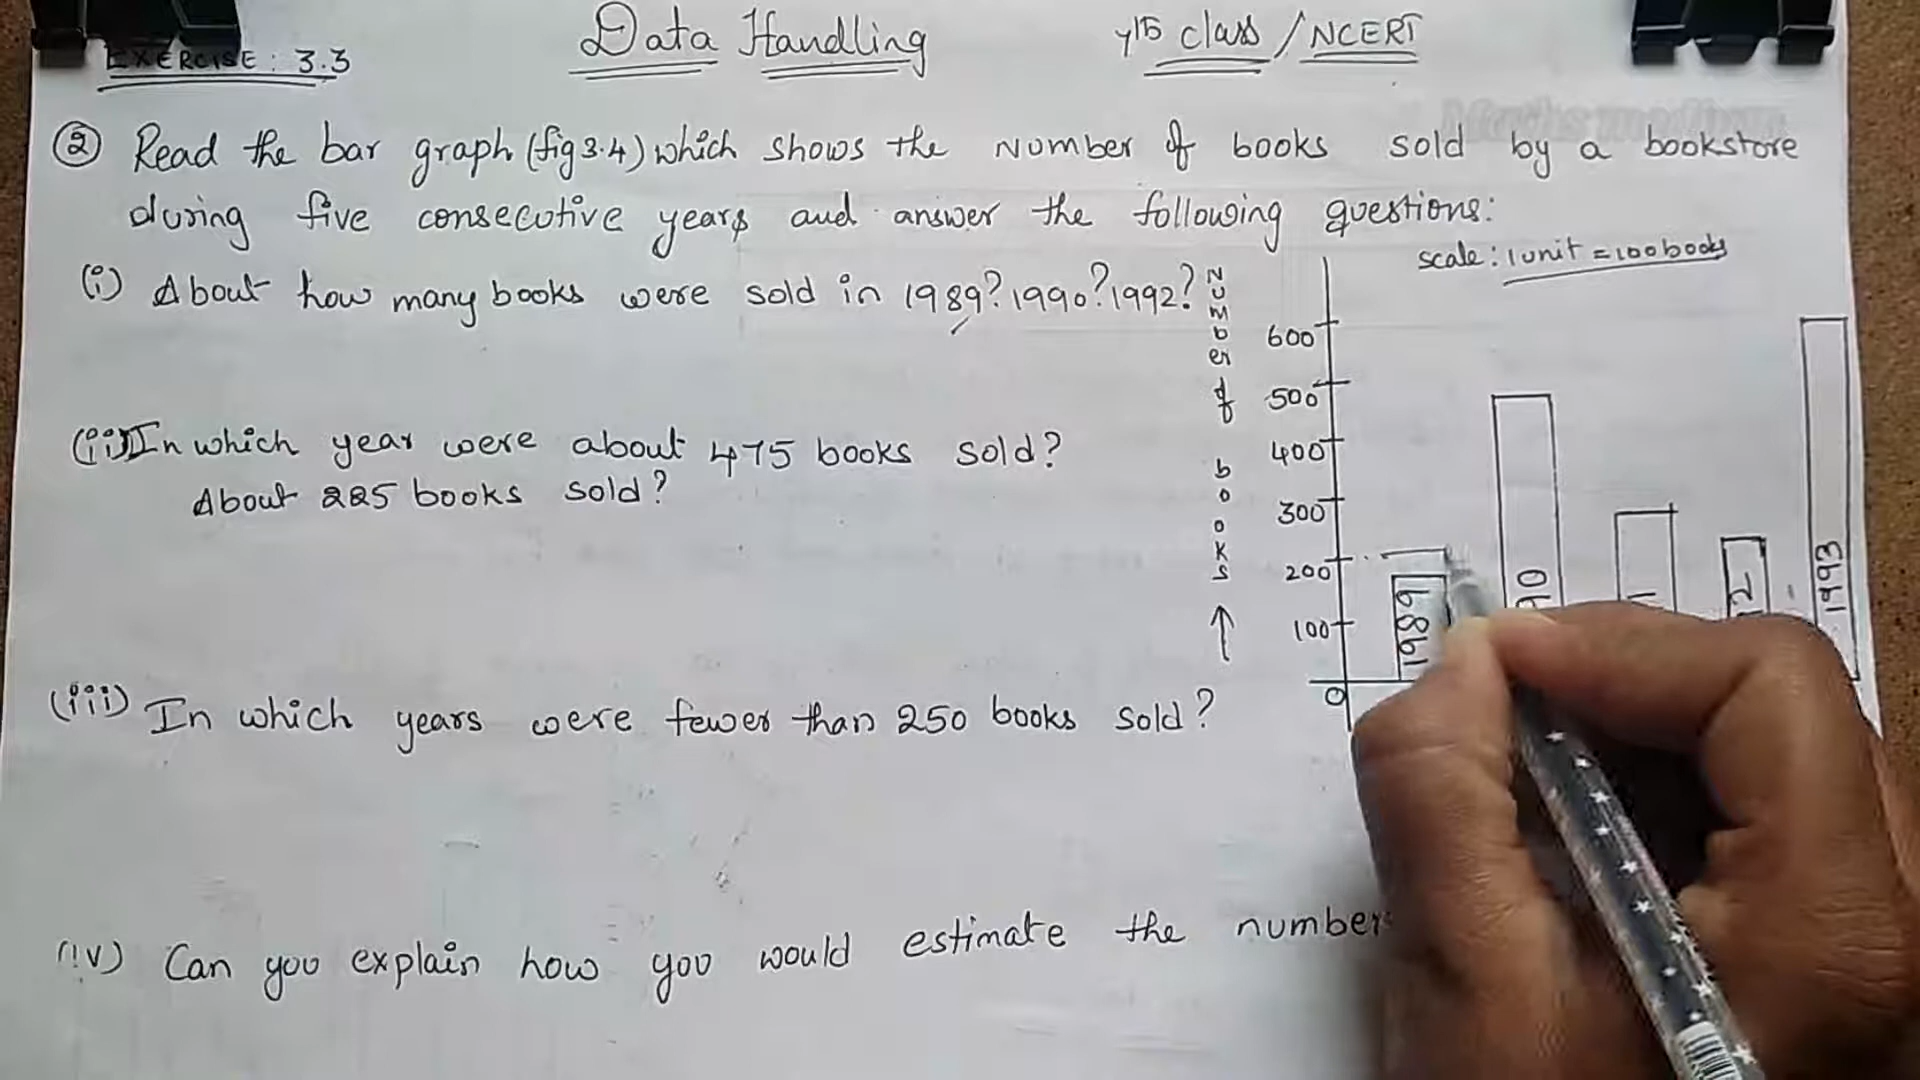 EXERCISE: 3.3
Data Handling
7th class / NCERT
② Read the bar graph (fig 3.4) which shows the Number of books sold by a bookstore
during five consecutive years and answer the following questions:
scale: 1 unit = 100 books
(i) About how many books were sold in 1989? 1990? 1992?
(ii) In which year were about 475 books sold?
About 225 books sold?
(iii) In which years were fewer than 250 books sold?
(iv) Can you explain how you would estimate the number
Number of books
600
500
400
300
200
100
0
1989
1993